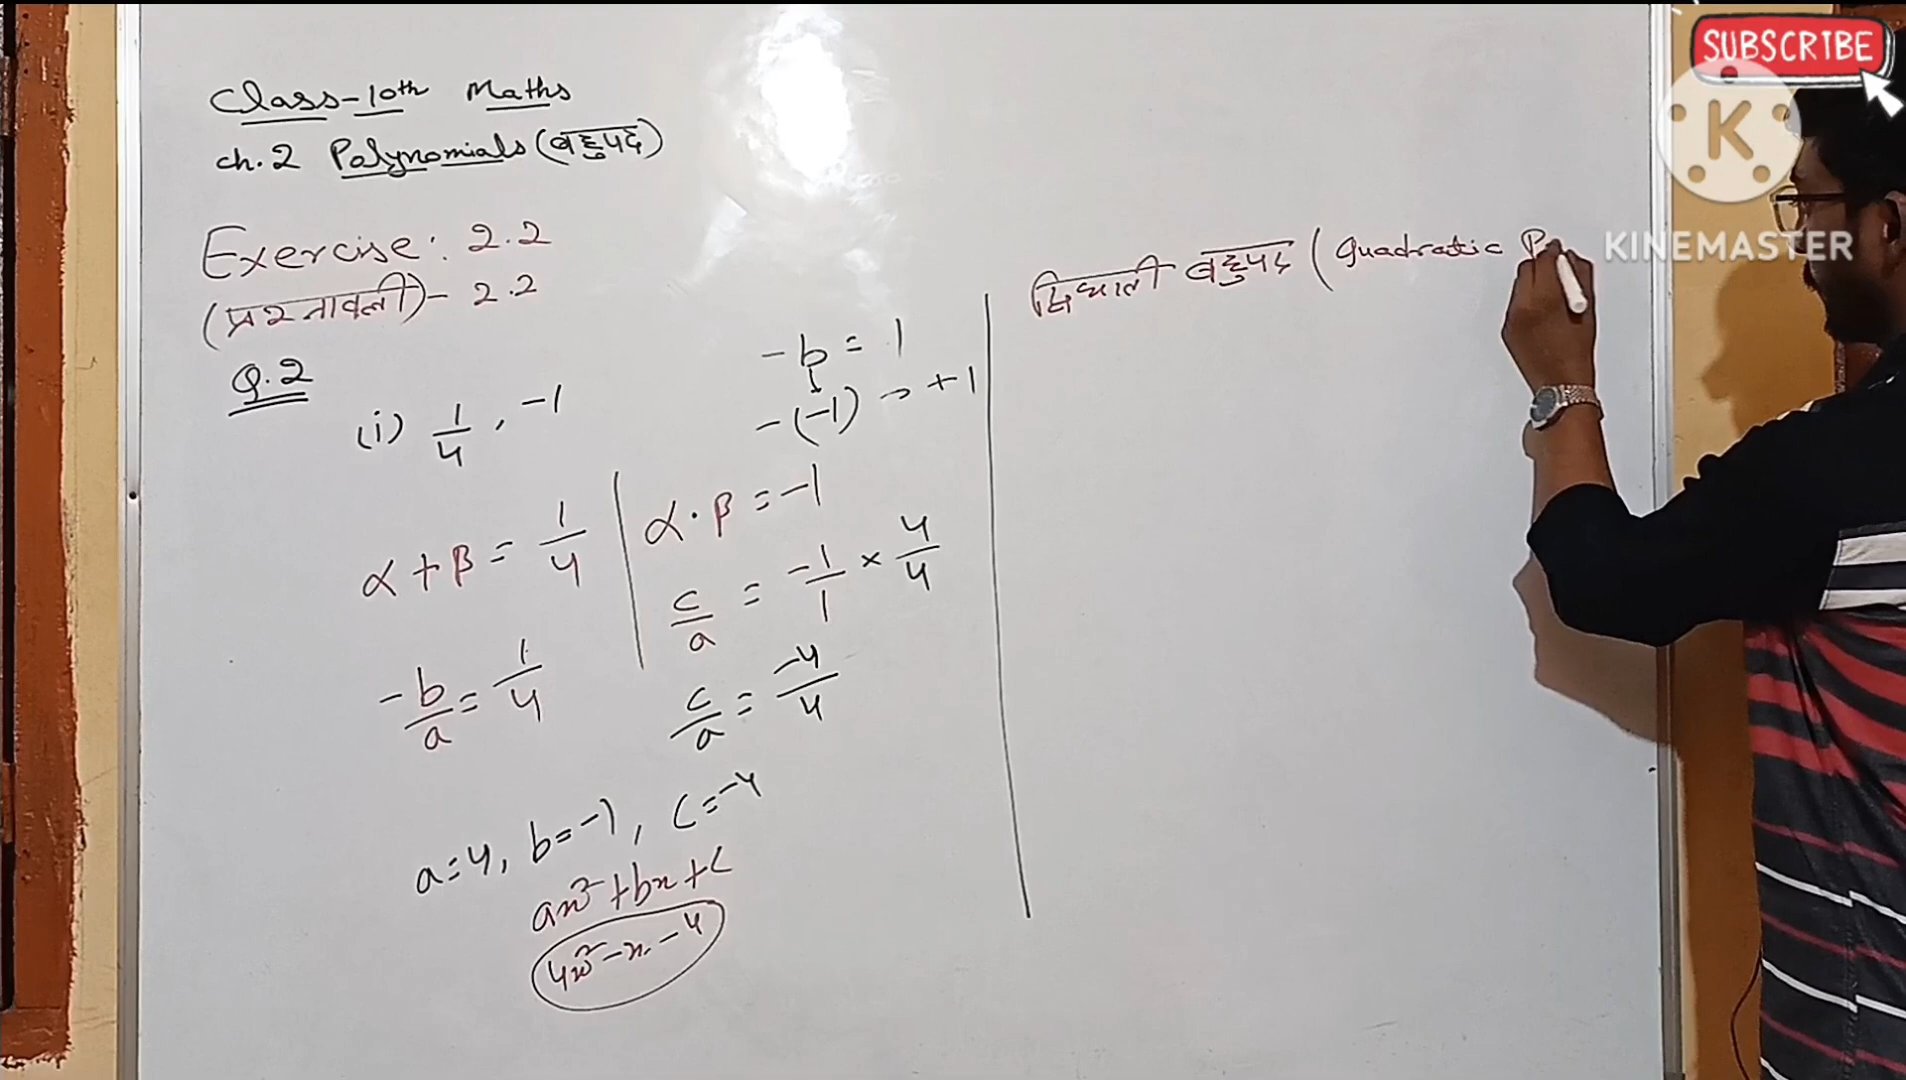 Class-10th Maths
Ch.2 Polynomials (बहुपद)
Exercise: 2.2
(प्रश्नावली)- 2.2
Q.2
(i) 1/4, -1
α+β = 1/4
-b/a = 1/4
-b = 1
-(-1) → +1
α.β = -1
c/a = -1/1 × 4/4
c/a = -4/4
a=4, b=-1, c=-4
ax²+bx+c
4x²-x-4
द्विघाती बहुपद (Quadratic
SUBSCRIBE
K
KINEMASTER